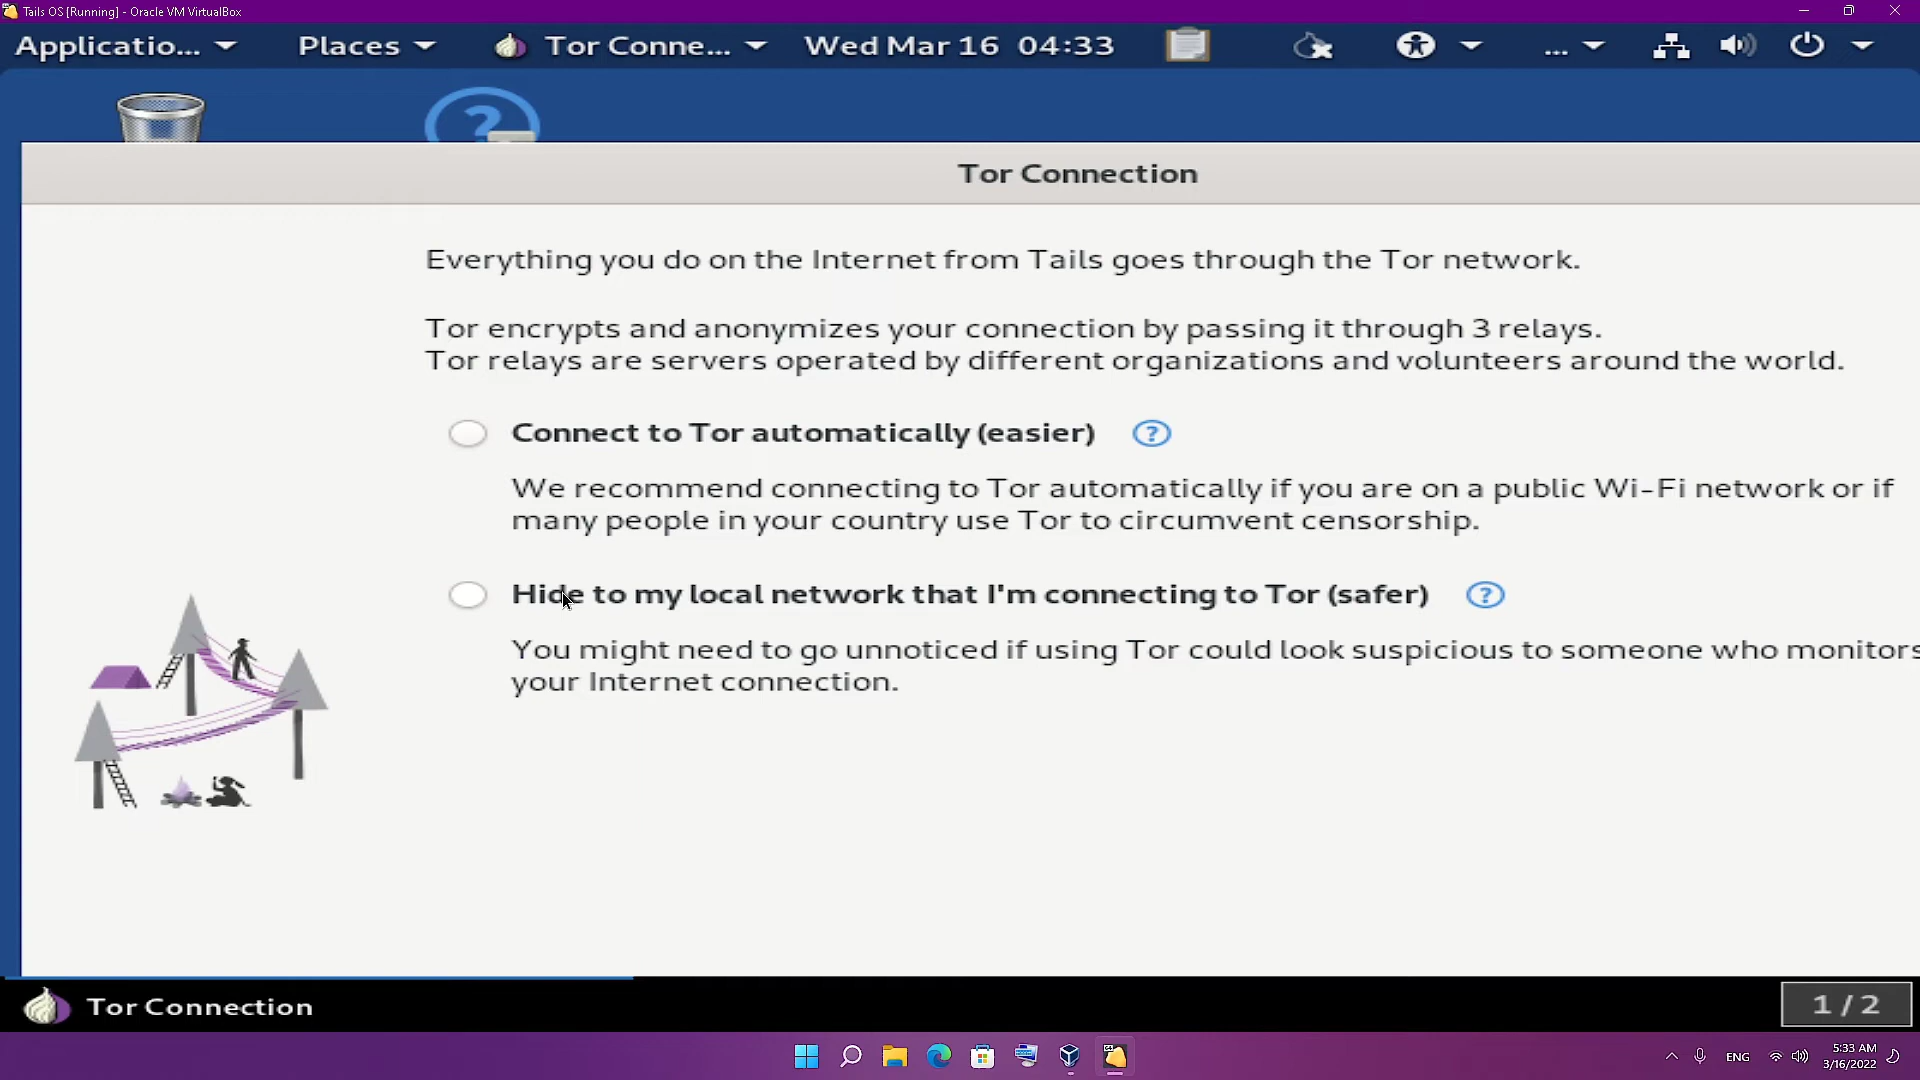 Tails OS [Running] - Oracle VM VirtualBox
Applicatio... Places Tor Conne... Wed Mar 16 04:33 ...
Tor Connection
Everything you do on the Internet from Tails goes through the Tor network.
Tor encrypts and anonymizes your connection by passing it through 3 relays.
Tor relays are servers operated by different organizations and volunteers around the world.
Connect to Tor automatically (easier) ?
We recommend connecting to Tor automatically if you are on a public Wi-Fi network or if
many people in your country use Tor to circumvent censorship.
Hide to my local network that I'm connecting to Tor (safer) ?
You might need to go unnoticed if using Tor could look suspicious to someone who monitors
your Internet connection.
Tor Connection 1 / 2
ENG 5:33 AM
3/16/2022